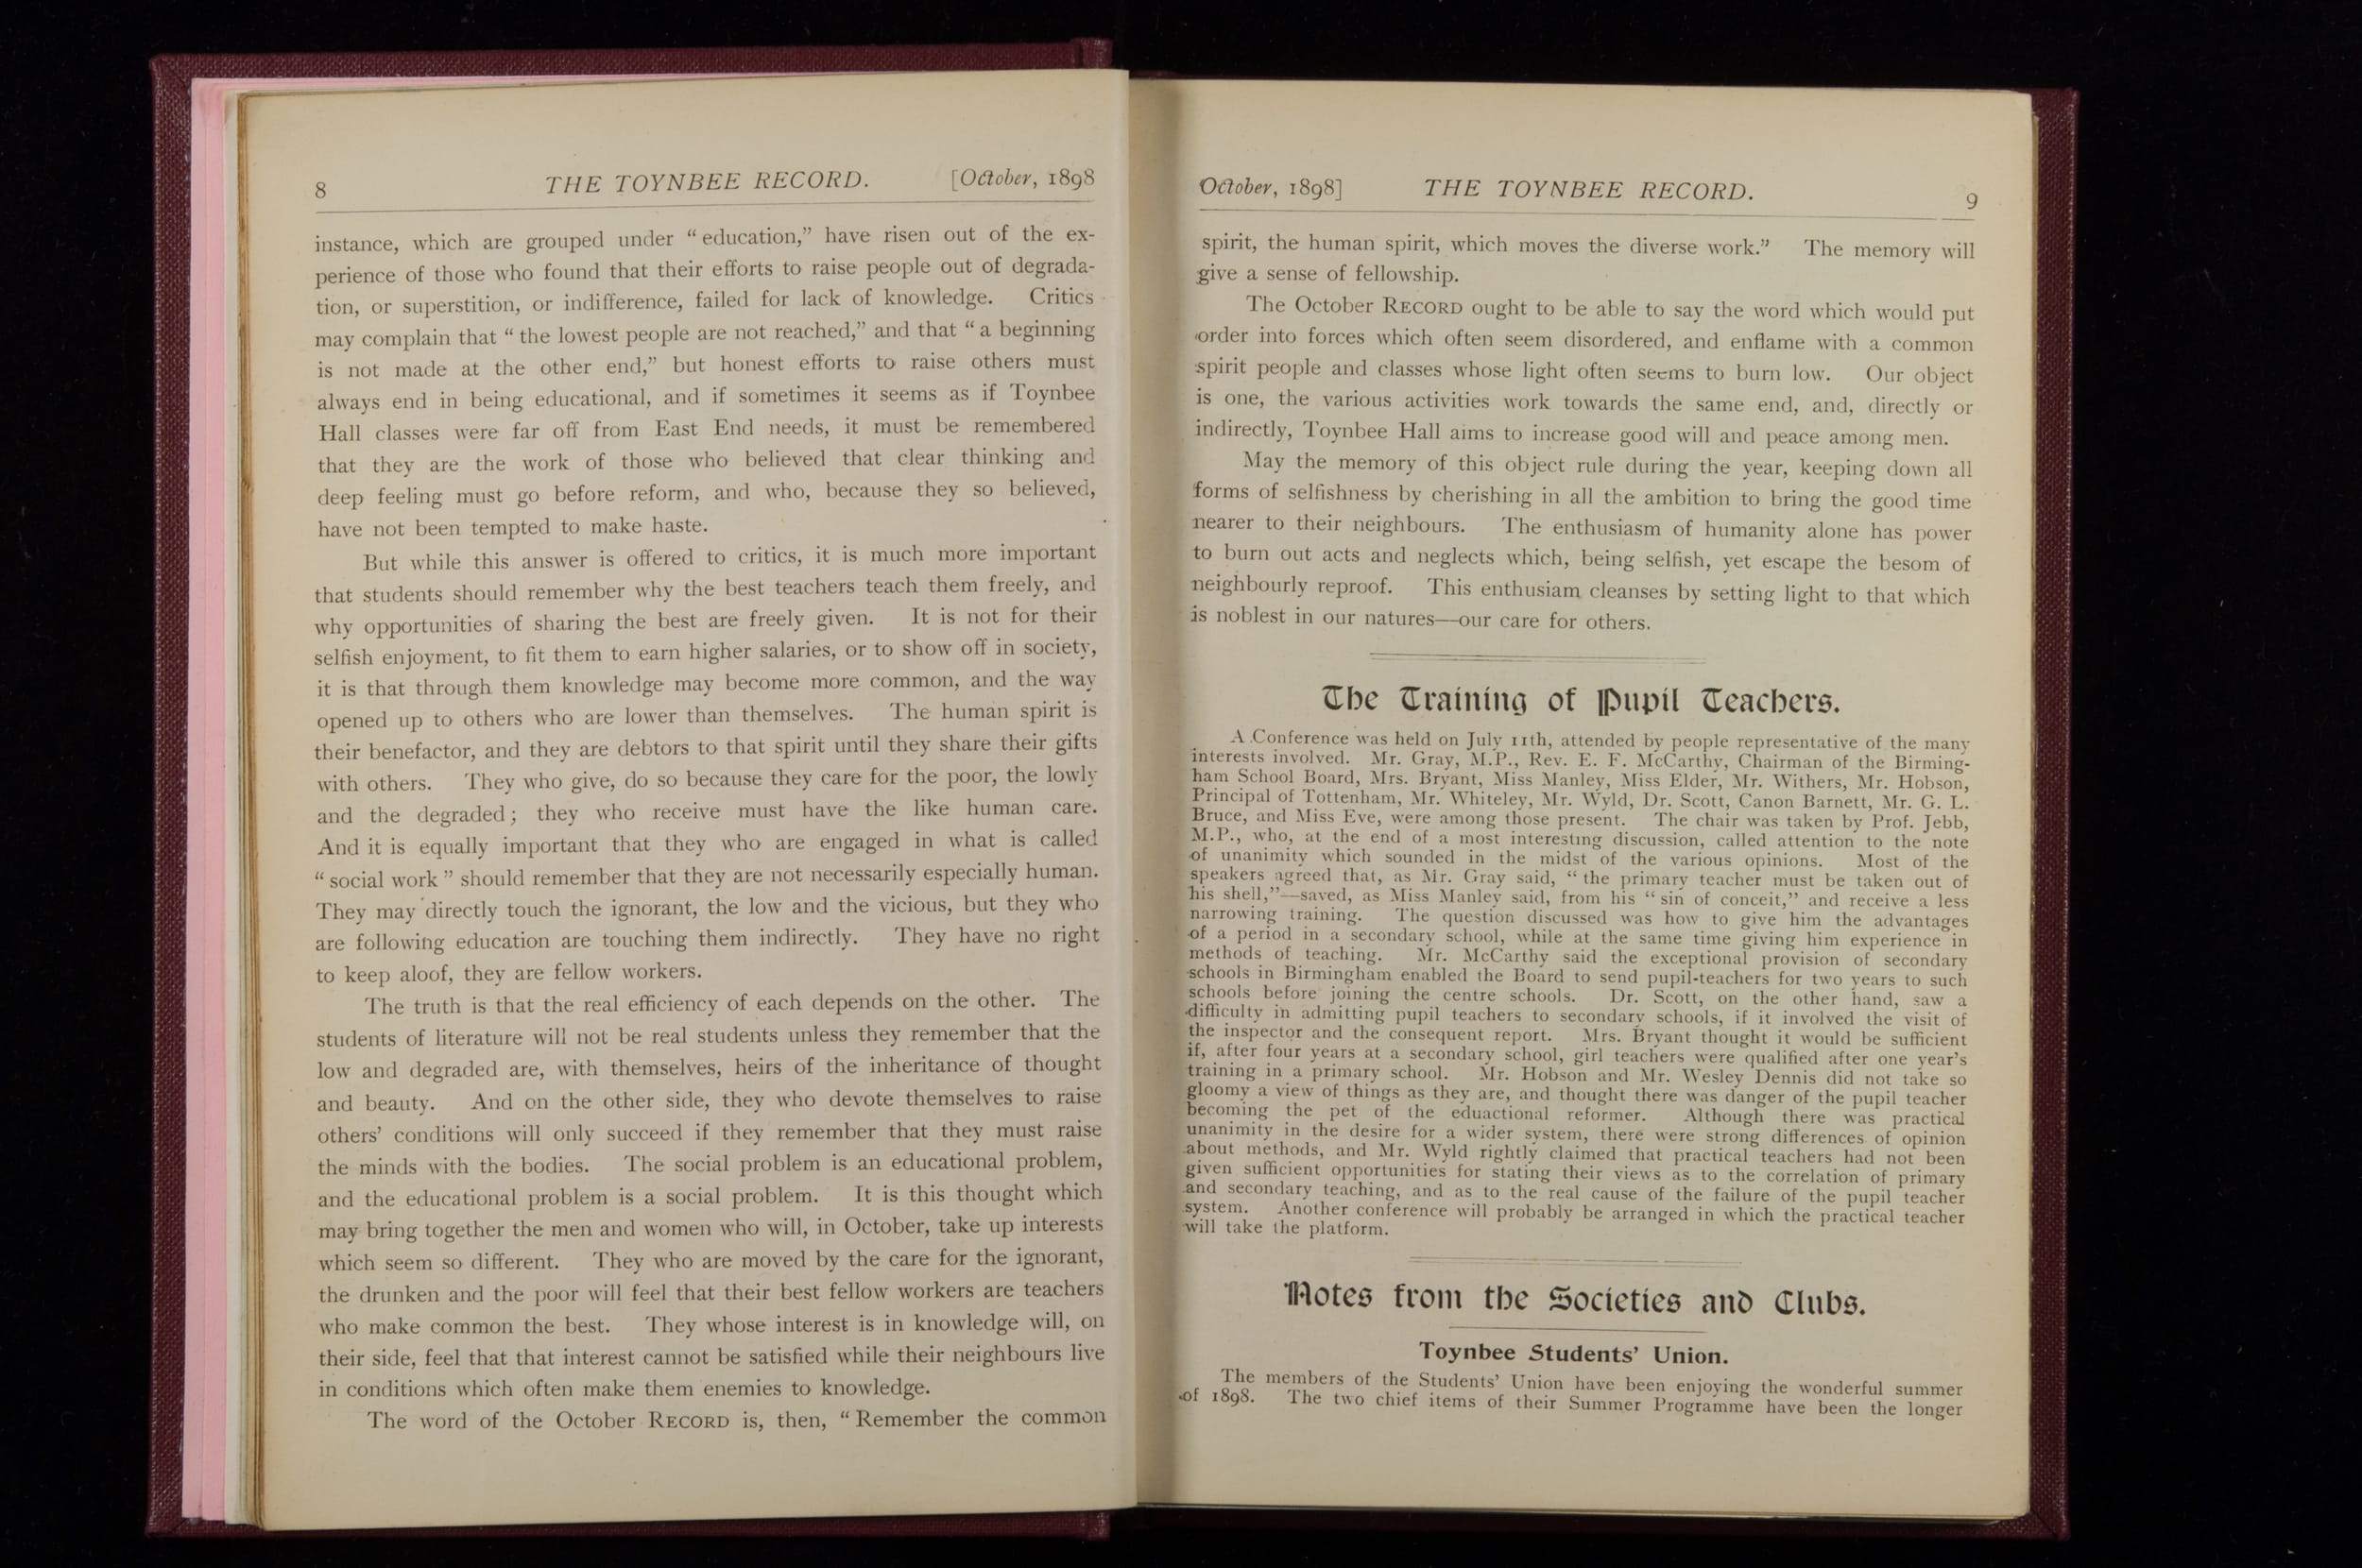 8 THE TOYNBEE RECORD. [October, 1898
instance, which are grouped under “ education,” have risen out of the ex-
perience of those who found that their efforts to raise people out of degrada-
tion, or superstition, or indifference, failed for lack of knowledge. Critics
may complain that “ the lowest people are not reached,” and that “ a beginning
is not made at the other end,” but honest efforts to raise others must
always end in being educational, and if sometimes it seems as if Toynbee
Hall classes were far off from East End needs, it must be remembered
that they are the work of those who believed that clear thinking and
deep feeling must go before reform, and who, because they so believed,
have not been tempted to make haste.
But while this answer is offered to critics, it is much more important
that students should remember why the best teachers teach them freely, and
why opportunities of sharing the best are freely given. It is not for their
selfish enjoyment, to fit them to earn higher salaries, or to show off in society,
it is that through them knowledge may become more common, and the way
opened up to others who are lower than themselves. The human spirit is
their benefactor, and they are debtors to that spirit until they share their gifts
with others. They who give, do so because they care for the poor, the lowly
and the degraded ; they who receive must have the like human care.
And it is equally important that they who are engaged in what is called
“ social work ” should remember that they are not necessarily especially human.
They may directly touch the ignorant, the low and the vicious, but they who
are following education are touching them indirectly. They have no right
to keep aloof, they are fellow workers.
The truth is that the real efficiency of each depends on the other. The
students of literature will not be real students unless they remember that the
low and degraded are, with themselves, heirs of the inheritance of thought
and beauty. And on the other side, they who devote themselves to raise
others’ conditions will only succeed if they remember that they must raise
the minds with the bodies. The social problem is an educational problem,
and the educational problem is a social problem. It is this thought which
may bring together the men and women who will, in October, take up interests
which seem so different. They who are moved by the care for the ignorant,
the drunken and the poor will feel that their best fellow workers are teachers
who make common the best. They whose interest is in knowledge will, on
their side, feel that that interest cannot be satisfied while their neighbours live
in conditions which often make them enemies to knowledge.
The word of the October RECORD is, then, “ Remember the common
October, 1898] THE TOYNBEE RECORD. 9
spirit, the human spirit, which moves the diverse work.” The memory will
give a sense of fellowship.
The October RECORD ought to be able to say the word which would put
order into forces which often seem disordered, and enflame with a common
spirit people and classes whose light often seems to burn low. Our object
is one, the various activities work towards the same end, and, directly or
indirectly, Toynbee Hall aims to increase good will and peace among men.
May the memory of this object rule during the year, keeping down all
forms of selfishness by cherishing in all the ambition to bring the good time
nearer to their neighbours. The enthusiasm of humanity alone has power
to burn out acts and neglects which, being selfish, yet escape the besom of
neighbourly reproof. This enthusiam cleanses by setting light to that which
is noblest in our natures—our care for others.
The Training of Pupil Teachers.
A Conference was held on July 11th, attended by people representative of the many
interests involved. Mr. Gray, M.P., Rev. E. F. McCarthy, Chairman of the Birming-
ham School Board, Mrs. Bryant, Miss Manley, Miss Elder, Mr. Withers, Mr. Hobson,
Principal of Tottenham, Mr. Whiteley, Mr. Wyld, Dr. Scott, Canon Barnett, Mr. G. L.
Bruce, and Miss Eve, were among those present. The chair was taken by Prof. Jebb,
M.P., who, at the end of a most interesting discussion, called attention to the note
of unanimity which sounded in the midst of the various opinions. Most of the
speakers agreed that, as Mr. Gray said, “ the primary teacher must be taken out of
his shell,”—saved, as Miss Manley said, from his “ sin of conceit,” and receive a less
narrowing training. The question discussed was how to give him the advantages
of a period in a secondary school, while at the same time giving him experience in
methods of teaching. Mr. McCarthy said the exceptional provision of secondary
schools in Birmingham enabled the Board to send pupil-teachers for two years to such
schools before joining the centre schools. Dr. Scott, on the other hand, saw a
difficulty in admitting pupil teachers to secondary schools, if it involved the visit of
the inspector and the consequent report. Mrs. Bryant thought it would be sufficient
if, after four years at a secondary school, girl teachers were qualified after one year’s
training in a primary school. Mr. Hobson and Mr. Wesley Dennis did not take so
gloomy a view of things as they are, and thought there was danger of the pupil teacher
becoming the pet of the eduactional reformer. Although there was practical
unanimity in the desire for a wider system, there were strong differences of opinion
about methods, and Mr. Wyld rightly claimed that practical teachers had not been
given sufficient opportunities for stating their views as to the correlation of primary
and secondary teaching, and as to the real cause of the failure of the pupil teacher
system. Another conference will probably be arranged in which the practical teacher
will take the platform.
Notes from the Societies and Clubs.
Toynbee Students’ Union.
The members of the Students’ Union have been enjoying the wonderful summer
of 1898. The two chief items of their Summer Programme have been the longer